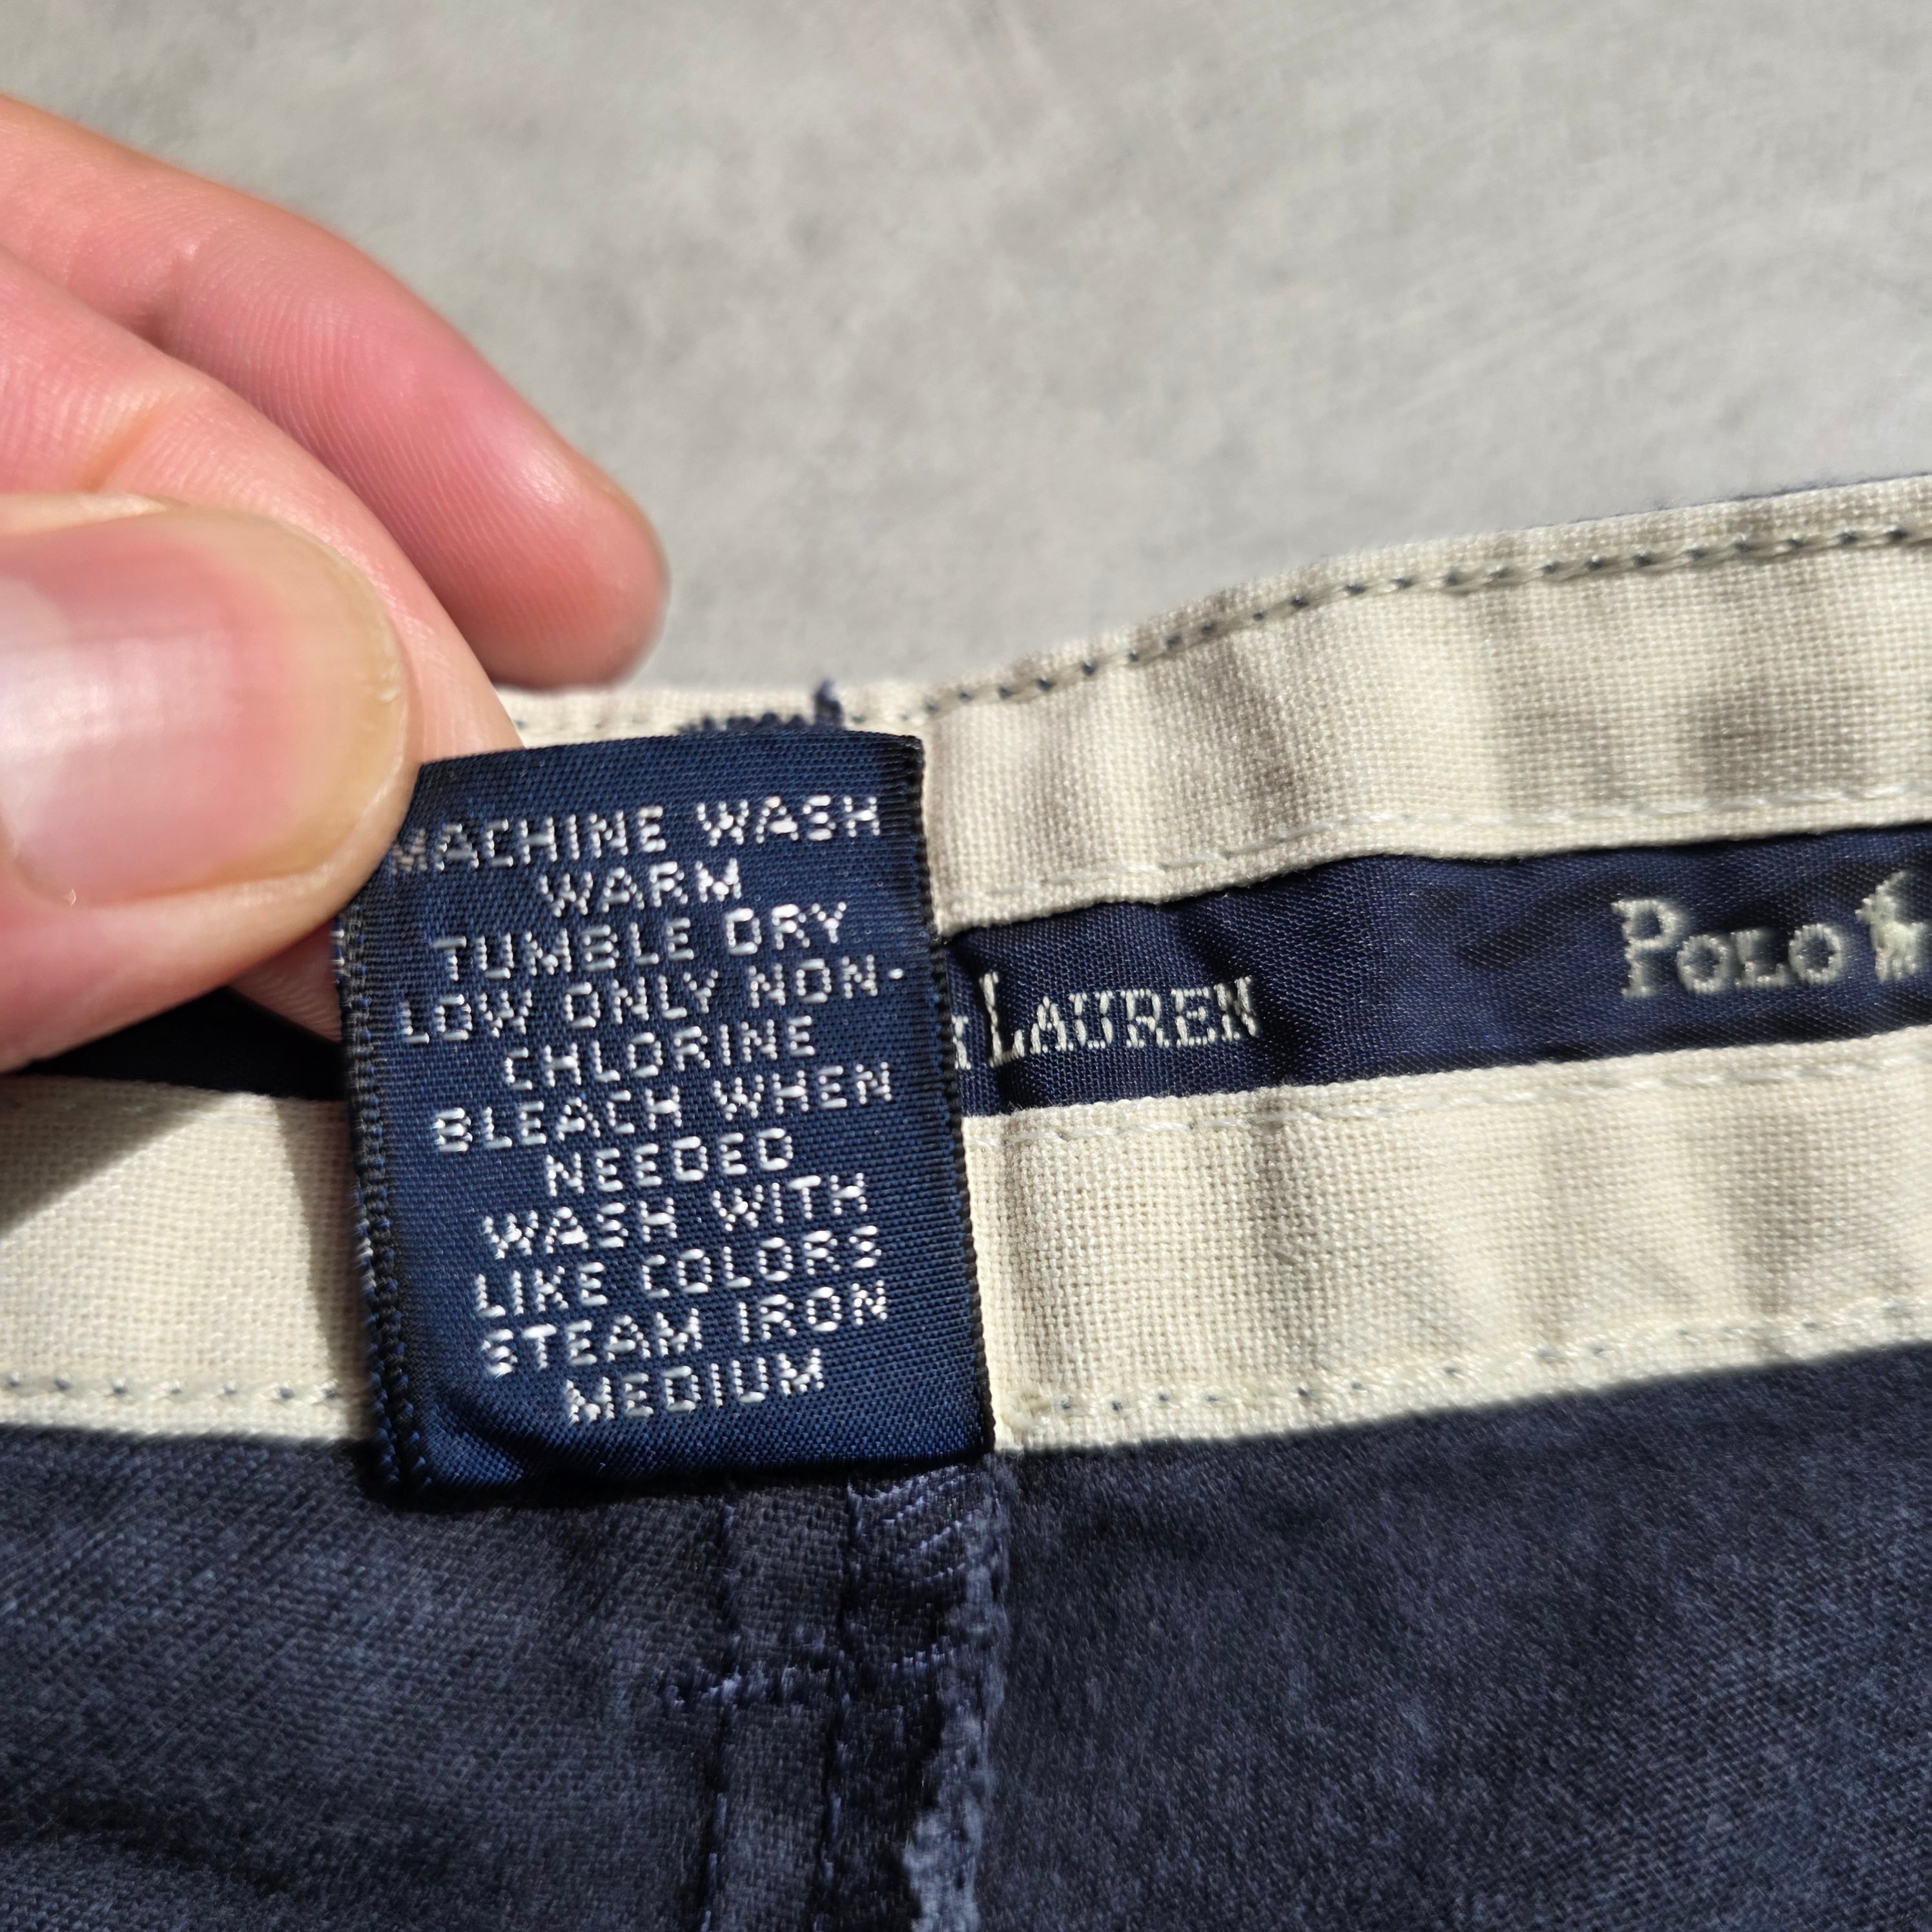 MACHINE WASH
WARM
TUMBLE DRY
LOW ONLY NON-
CHLORINE
BLEACH WHEN
NEEDED
WASH WITH
LIKE COLORS
STEAM IRON
MEDIUM
LAUREN POLO